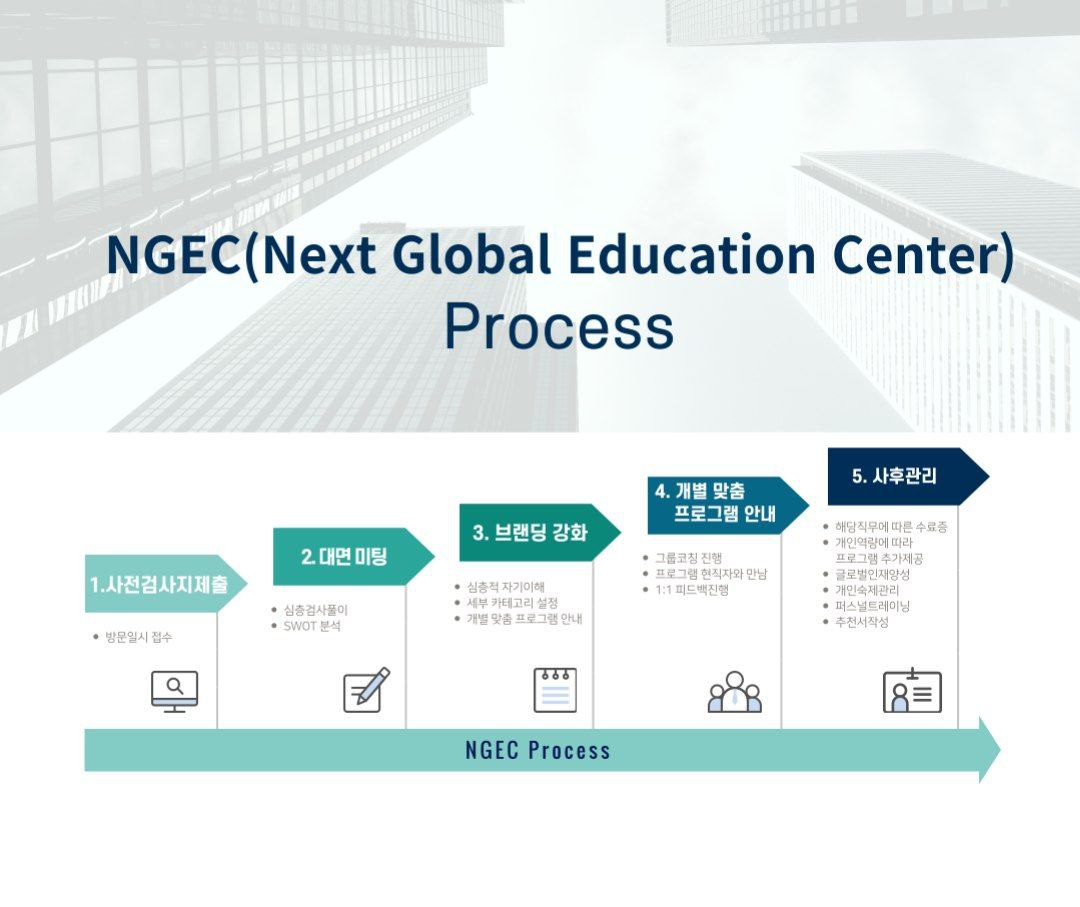 NGEC(Next Global Education Center)
Process
1.사전검사지제출
• 방문일시 접수
2.대면 미팅
• 심층검사풀이
• SWOT 분석
3. 브랜딩 강화
• 심층적 자기이해
• 세부 카테고리 설정
• 개별 맞춤 프로그램 안내
4. 개별 맞춤
프로그램 안내
• 그룹코칭 진행
• 프로그램 현직자와 만남
• 1:1 피드백진행
5. 사후관리
• 해당직무에 따른 수료증
• 개인역량에 따라
프로그램 추가제공
• 글로벌인재양성
• 개인숙제관리
• 퍼스널트레이닝
• 추천서작성
NGEC Process